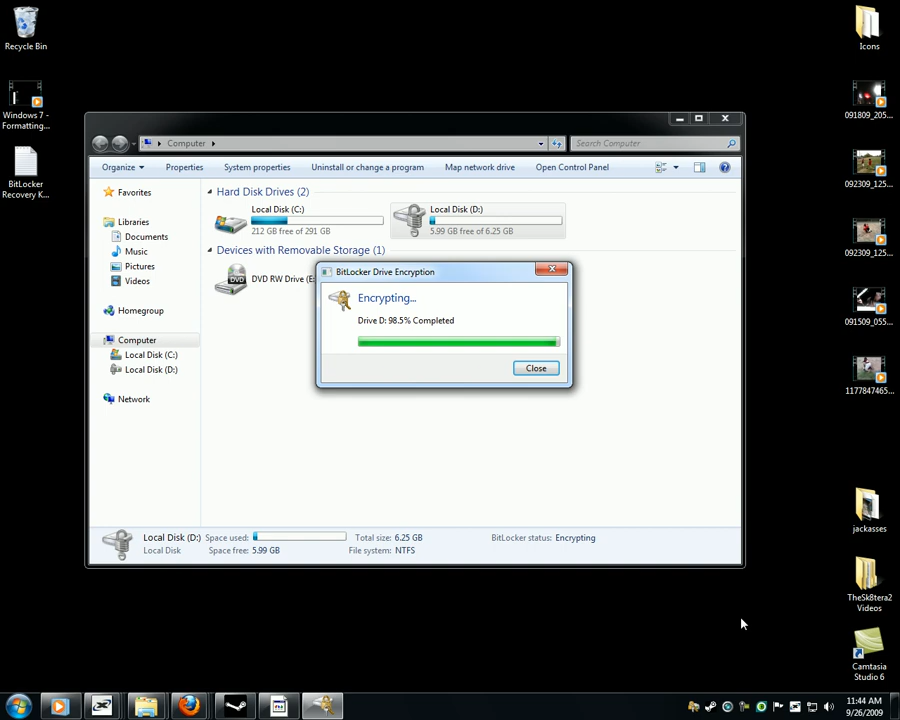 Recycle Bin
Windows 7 -
Formatting...
BitLocker
Recovery K...
Computer
Search Computer
Organize
Properties
System properties
Uninstall or change a program
Map network drive
Open Control Panel
Favorites
Libraries
Documents
Music
Pictures
Videos
Homegroup
Computer
Local Disk (C:)
Local Disk (D:)
Network
Hard Disk Drives (2)
Local Disk (C:)
212 GB free of 291 GB
Local Disk (D:)
5.99 GB free of 6.25 GB
Devices with Removable Storage (1)
DVD
DVD RW Drive (E
BitLocker Drive Encryption
Encrypting...
Drive D: 98.5% Completed
Close
Local Disk (D:)
Local Disk
Space used:
Space free: 5.99 GB
Total size: 6.25 GB
File system: NTFS
BitLocker status: Encrypting
Icons
091809_205...
092309_125...
092309_125...
091509_055...
1177847465...
jackasses
TheSk8tera2
Videos
Camtasia
Studio 6
11:44 AM
9/26/2009